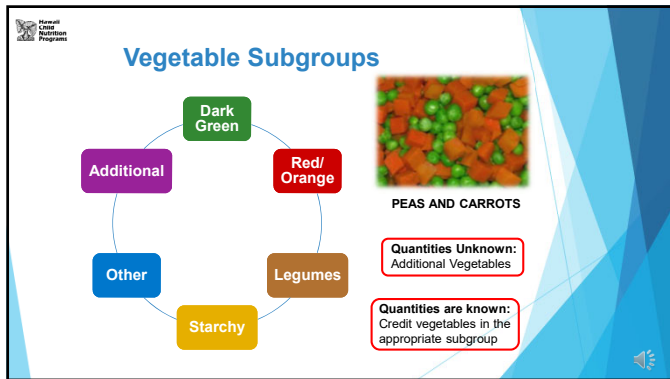 Hawaii
Child
Nutrition
Programs
Vegetable Subgroups
Dark
Green
Red/
Orange
Legumes
Starchy
Other
Additional
PEAS AND CARROTS
Quantities Unknown:
Additional Vegetables
Quantities are known:
Credit vegetables in the
appropriate subgroup